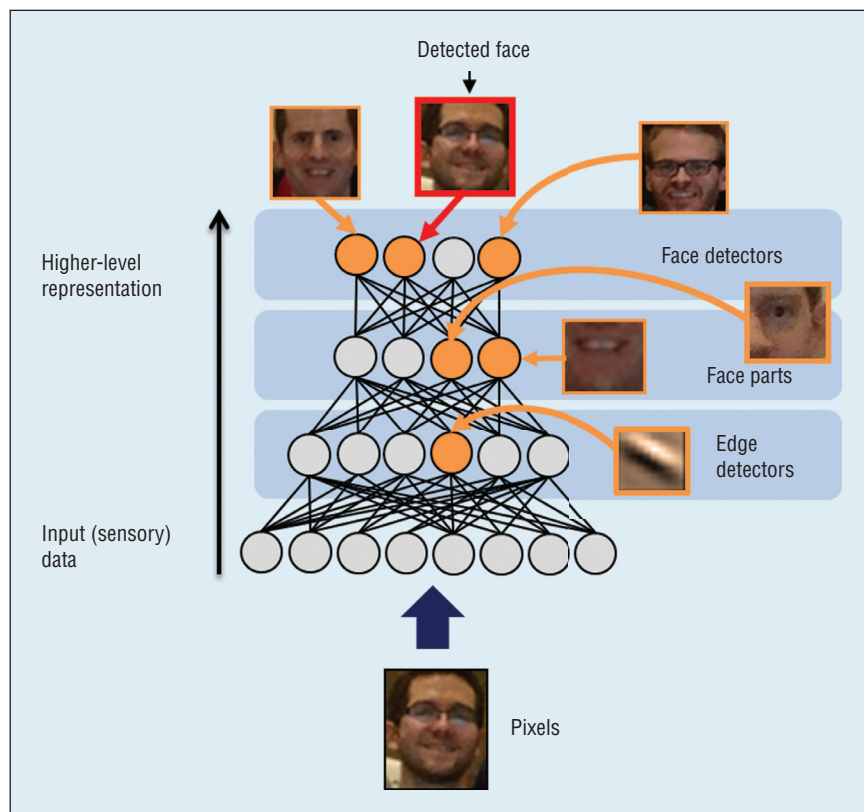 Detected face
Higher-level
representation
Face detectors
Face parts
Edge
detectors
Input (sensory)
data
Pixels